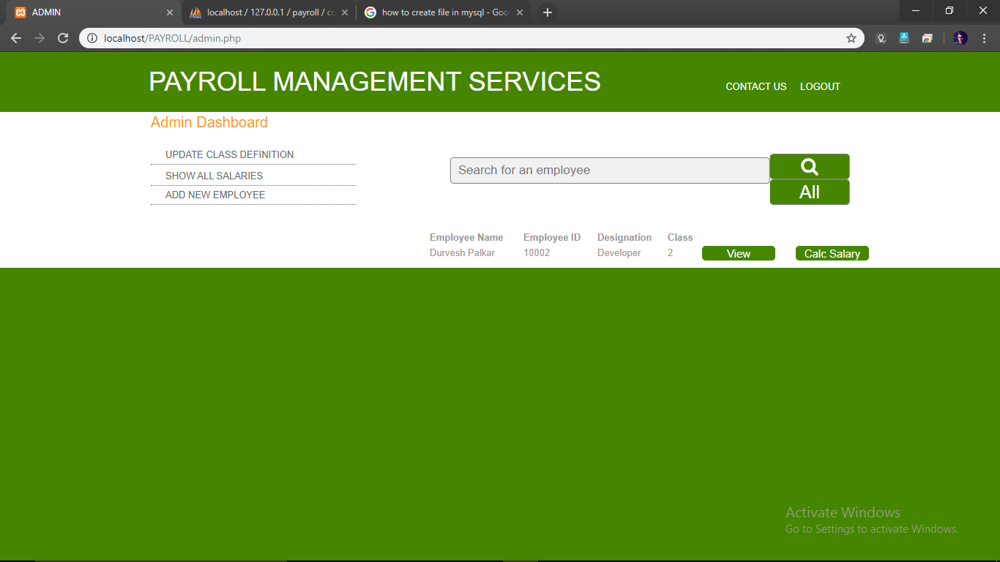 ADMIN
localhost / 127.0.0.1 / payroll / co
how to create file in mysql - Goo
localhost/PAYROLL/admin.php
PAYROLL MANAGEMENT SERVICES
CONTACT US LOGOUT
Admin Dashboard
UPDATE CLASS DEFINITION
SHOW ALL SALARIES
ADD NEW EMPLOYEE
Search for an employee
All
Employee Name Employee ID Designation Class
Durvesh Palkar 10002 Developer 2 View Calc Salary
Activate Windows
Go to Settings to activate Windows.